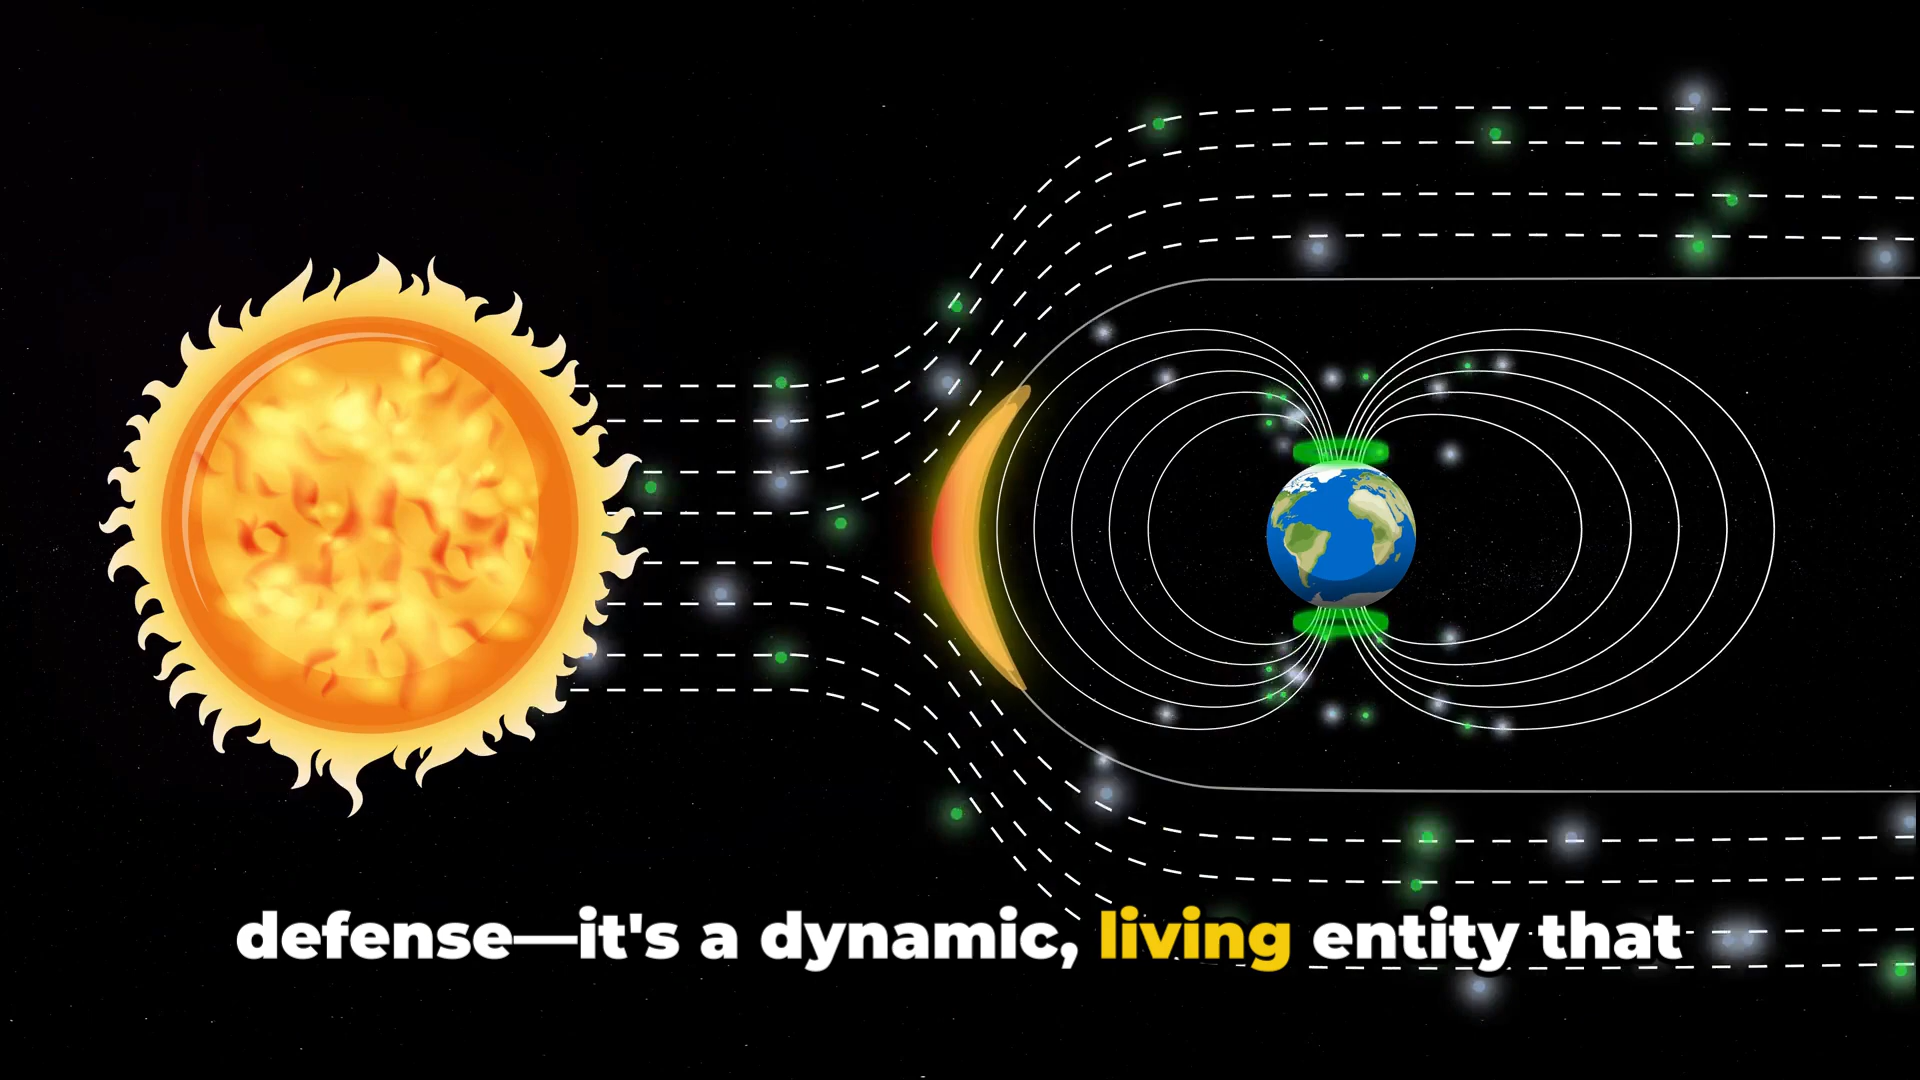 defense—it's a dynamic, living entity that